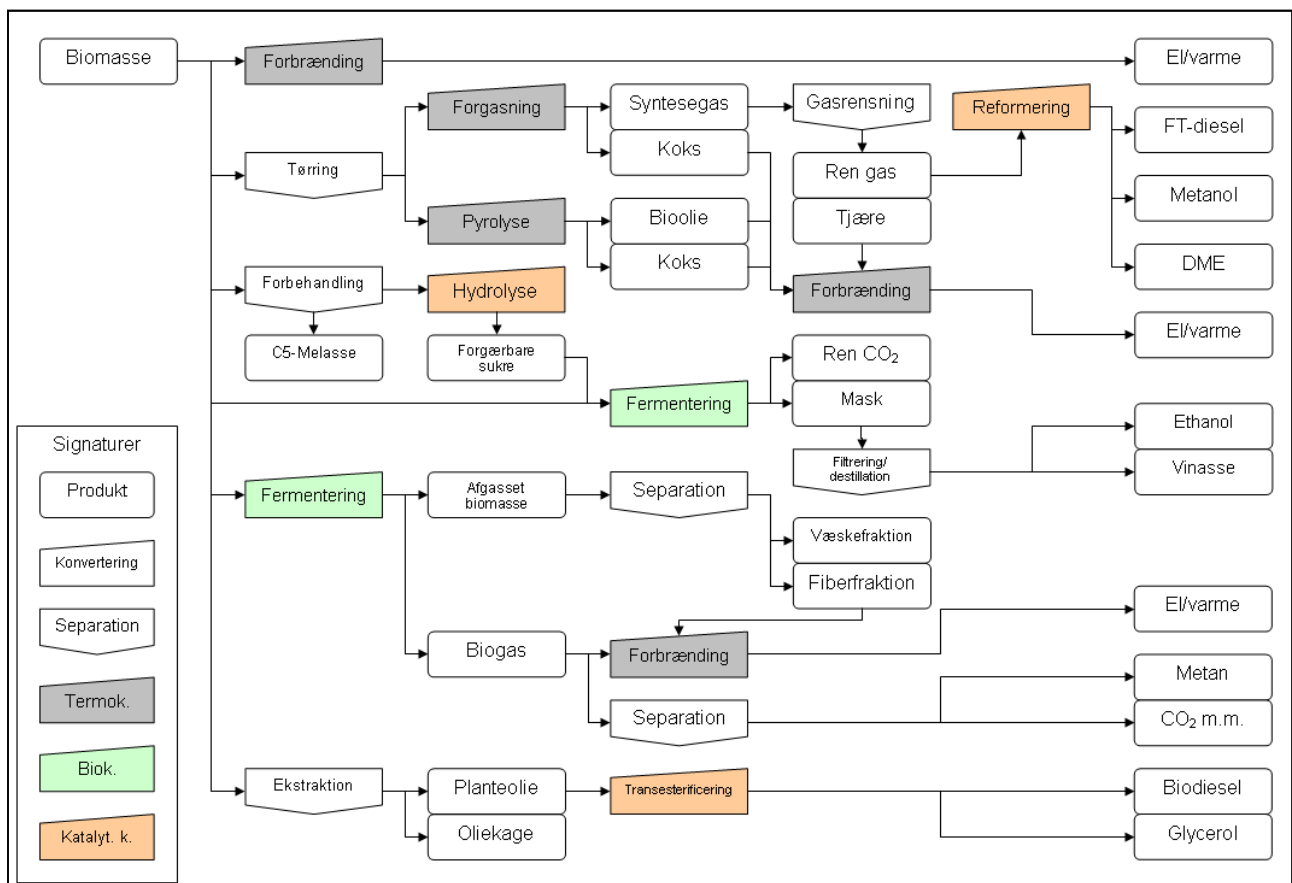 Biomasse
Forbrænding
El/varme
Forgasning
Syntesegas
Gasrensning
Reformering
FT-diesel
Koks
Tørring
Ren gas
Metanol
Pyrolyse
Bioolie
Tjære
Koks
DME
Forbehandling
Hydrolyse
Forbrænding
El/varme
C5-Melasse
Forgærbare
sukre
Ren CO₂
Fermentering
Mask
Ethanol
Filtrering/
destillation
Vinasse
Fermentering
Afgasset
biomasse
Separation
Væskefraktion
Fiberfraktion
El/varme
Biogas
Forbrænding
Metan
Separation
CO₂ m.m.
Ekstraktion
Planteolie
Transesterificering
Biodiesel
Oliekage
Glycerol
Signaturer
Produkt
Konvertering
Separation
Termok.
Biok.
Katalyt. k.